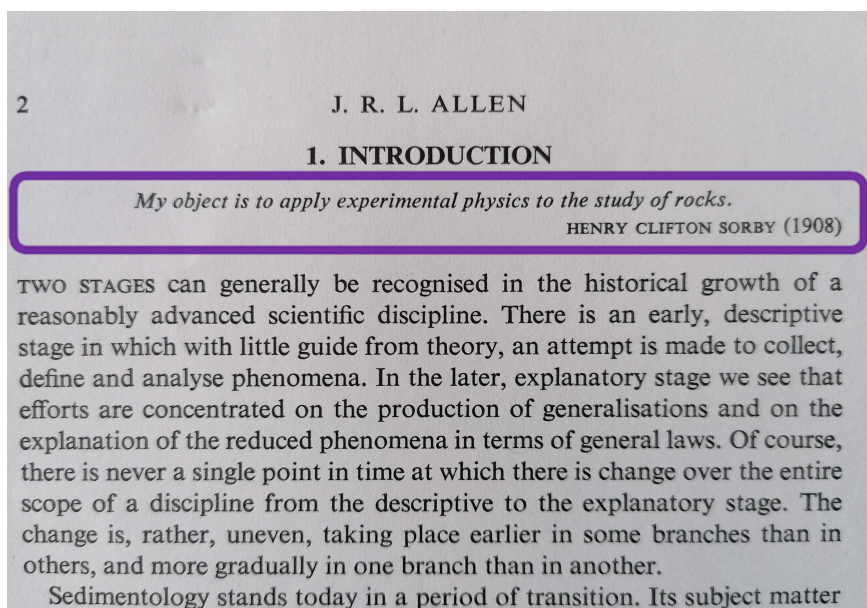 2
J. R. L. ALLEN
1. INTRODUCTION
My object is to apply experimental physics to the study of rocks.
HENRY CLIFTON SORBY (1908)
TWO STAGES can generally be recognised in the historical growth of a
reasonably advanced scientific discipline. There is an early, descriptive
stage in which with little guide from theory, an attempt is made to collect,
define and analyse phenomena. In the later, explanatory stage we see that
efforts are concentrated on the production of generalisations and on the
explanation of the reduced phenomena in terms of general laws. Of course,
there is never a single point in time at which there is change over the entire
scope of a discipline from the descriptive to the explanatory stage. The
change is, rather, uneven, taking place earlier in some branches than in
others, and more gradually in one branch than in another.
Sedimentology stands today in a period of transition. Its subject matter